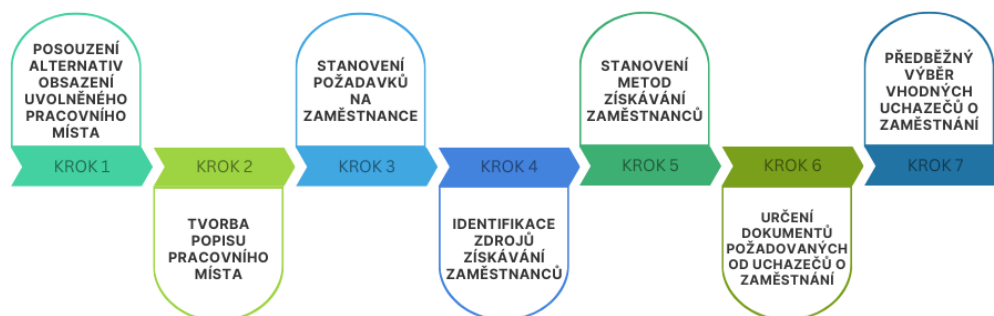 POSOUZENÍ
ALTERNATIV
OBSAZENÍ
UVOLNĚNÉHO
PRACOVNÍHO
MÍSTA
KROK 1
KROK 2
TVORBA
POPISU
PRACOVNÍHO
MÍSTA
STANOVENÍ
POŽADAVKŮ
NA
ZAMĚSTNANCE
KROK 3
KROK 4
IDENTIFIKACE
ZDROJŮ
ZÍSKÁVÁNÍ
ZAMĚSTNANCŮ
STANOVENÍ
METOD
ZÍSKÁVÁNÍ
ZAMĚSTNANCŮ
KROK 5
KROK 6
URČENÍ
DOKUMENTŮ
POŽADOVANÝCH
OD UCHAZEČŮ O
ZAMĚSTNÁNÍ
PŘEDBĚŽNÝ
VÝBĚR
VHODNÝCH
UCHAZEČŮ O
ZAMĚSTNÁNÍ
KROK 7